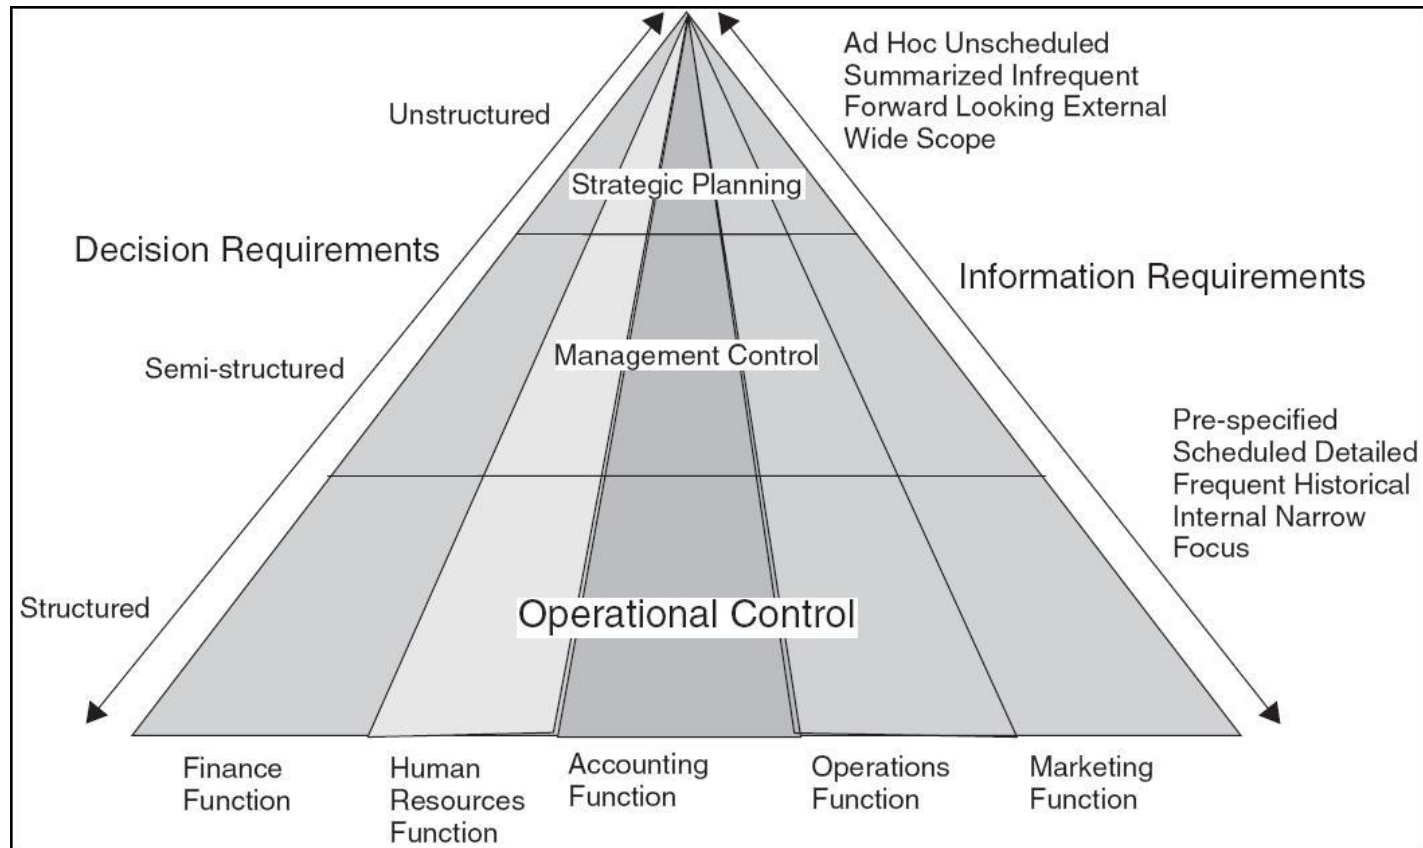 Ad Hoc Unscheduled
Summarized Infrequent
Forward Looking External
Wide Scope
Unstructured
Strategic Planning
Decision Requirements
Information Requirements
Management Control
Semi-structured
Pre-specified
Scheduled Detailed
Frequent Historical
Internal Narrow
Focus
Structured
Operational Control
Finance
Function
Human
Resources
Function
Accounting
Function
Operations
Function
Marketing
Function